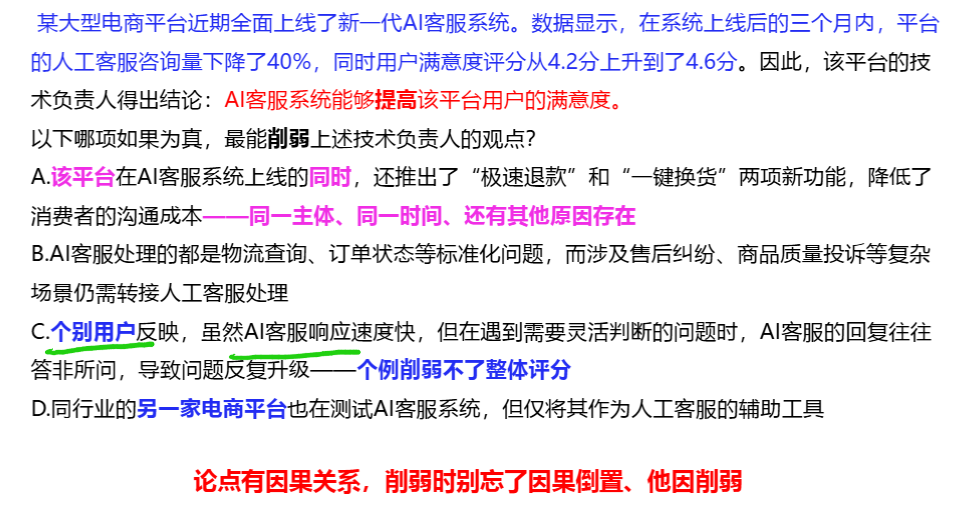 某大型电商平台近期全面上线了新一代AI客服系统。数据显示，在系统上线后的三个月内，平台
的人工客服咨询量下降了40%，同时用户满意度评分从4.2分上升到了4.6分。因此，该平台的技
术负责人得出结论：AI客服系统能够提高该平台用户的满意度。
以下哪项如果为真，最能削弱上述技术负责人的观点？
A.该平台在AI客服系统上线的同时，还推出了“极速退款”和“一键换货”两项新功能，降低了
消费者的沟通成本——同一主体、同一时间、还有其他原因存在
B.AI客服处理的都是物流查询、订单状态等标准化问题，而涉及售后纠纷、商品质量投诉等复杂
场景仍需转接人工客服处理
C.个别用户反映，虽然AI客服响应速度快，但在遇到需要灵活判断的问题时，AI客服的回复往往
答非所问，导致问题反复升级——个例削弱不了整体评分
D.同行业的另一家电商平台也在测试AI客服系统，但仅将其作为人工客服的辅助工具
论点有因果关系，削弱时别忘了因果倒置、他因削弱